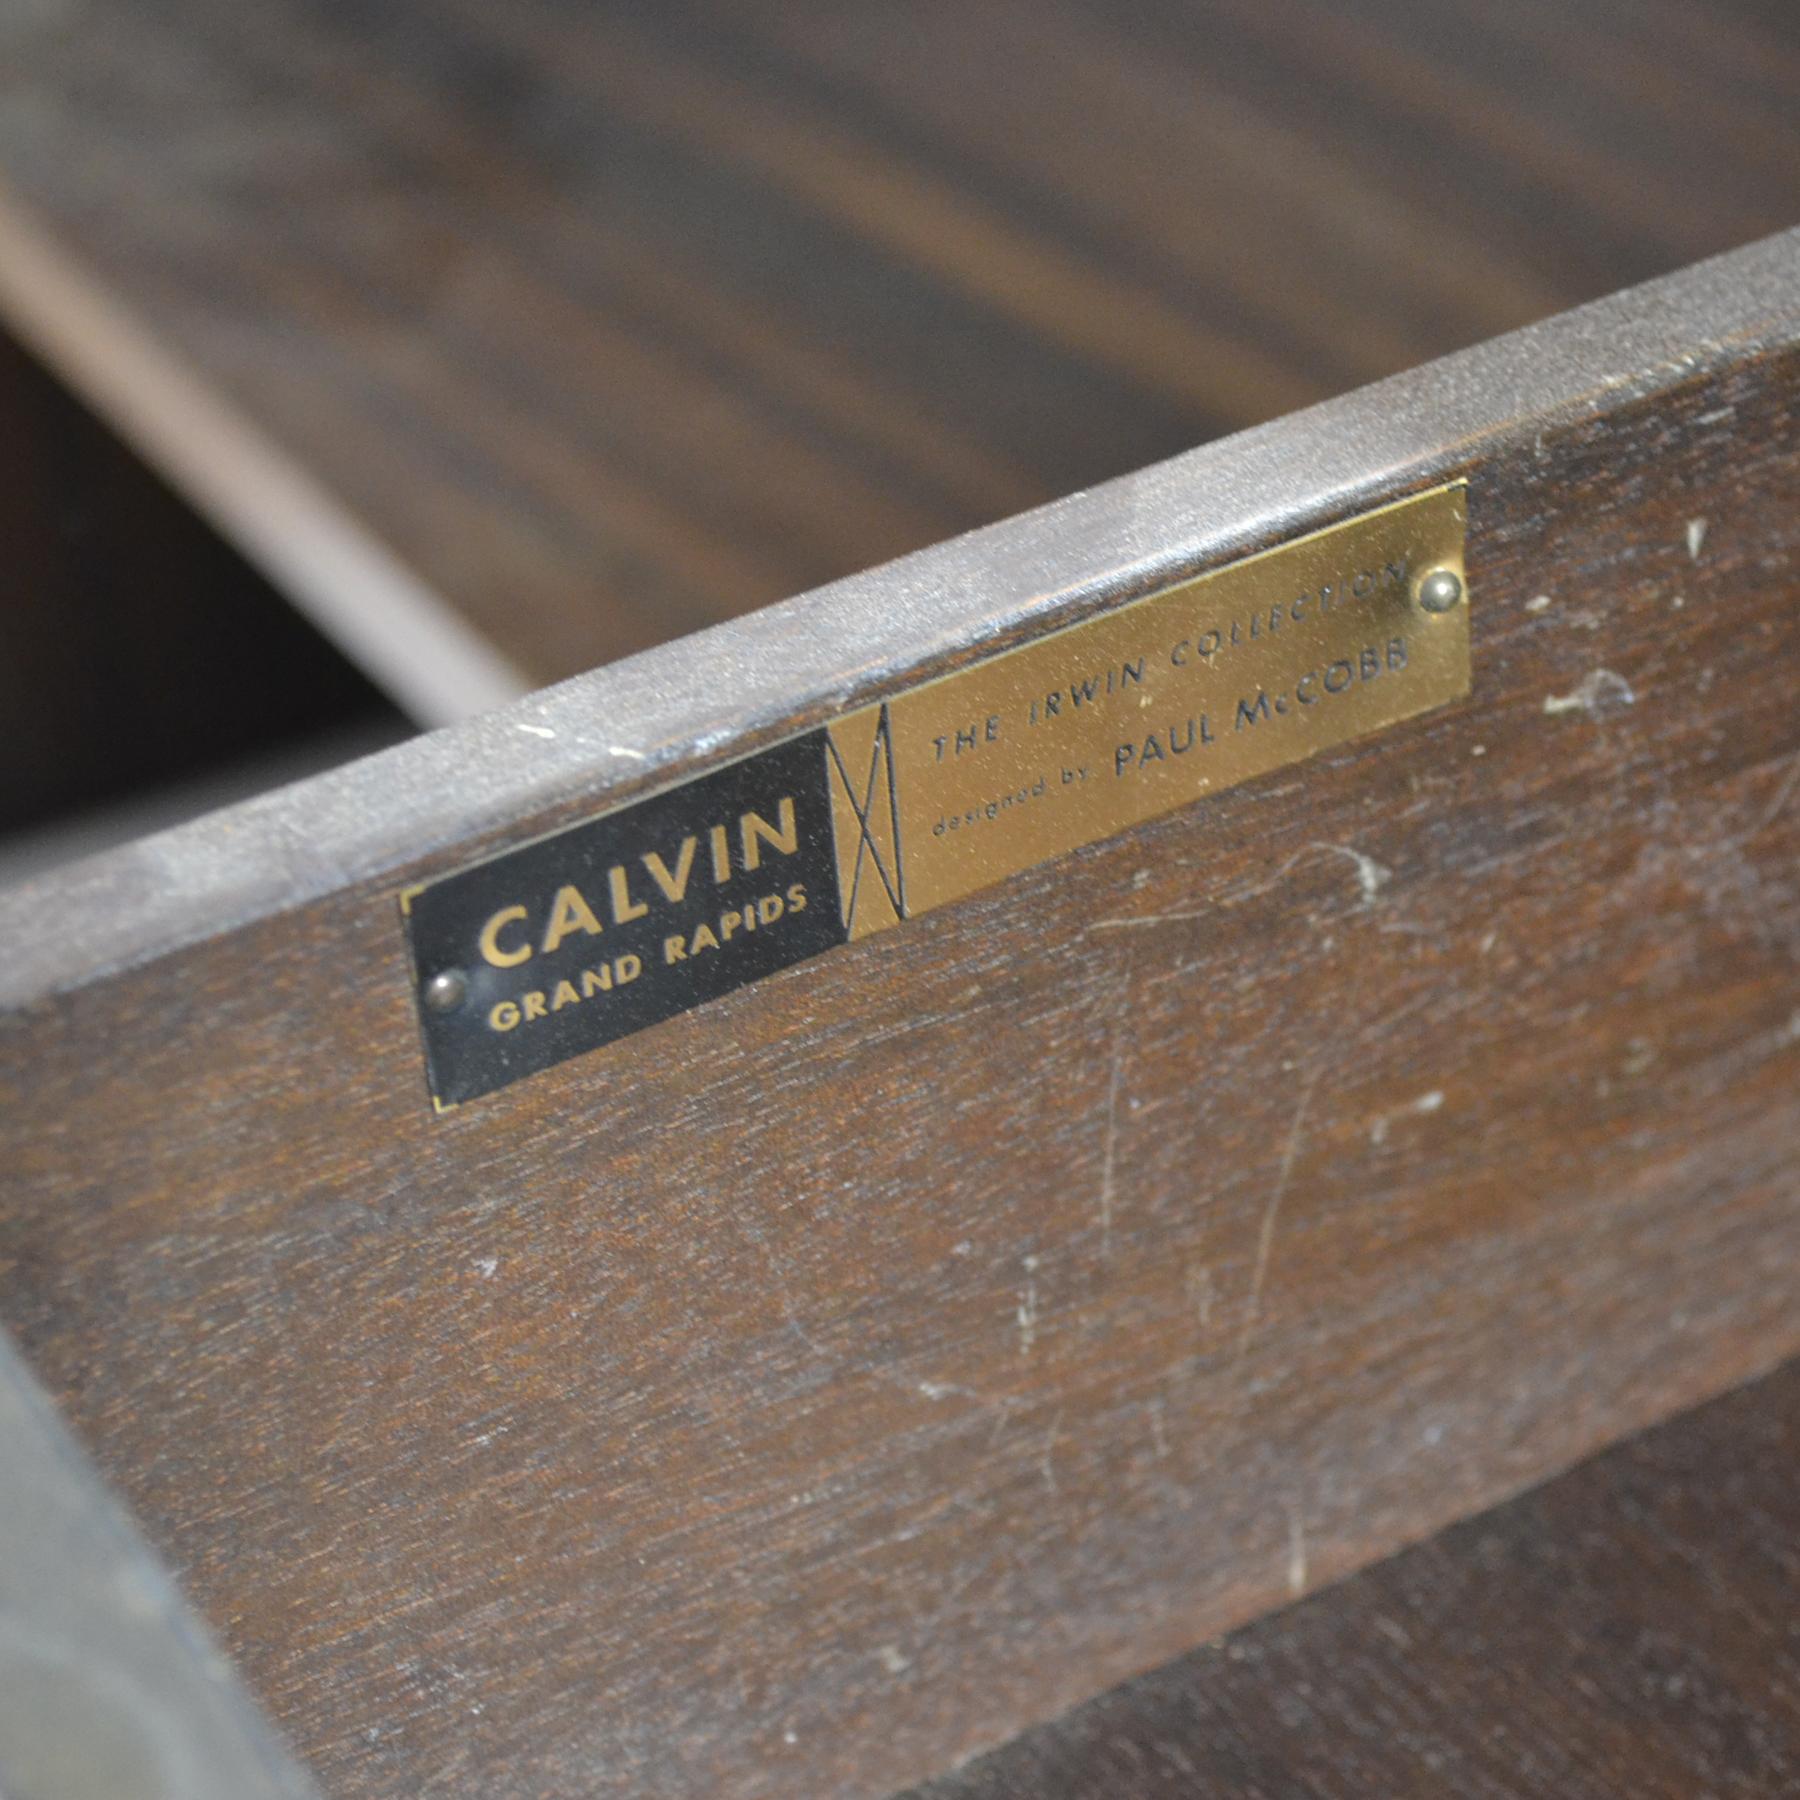 CALVIN
GRAND RAPIDS
THE IRWIN COLLECTION
designed by PAUL McCOBB